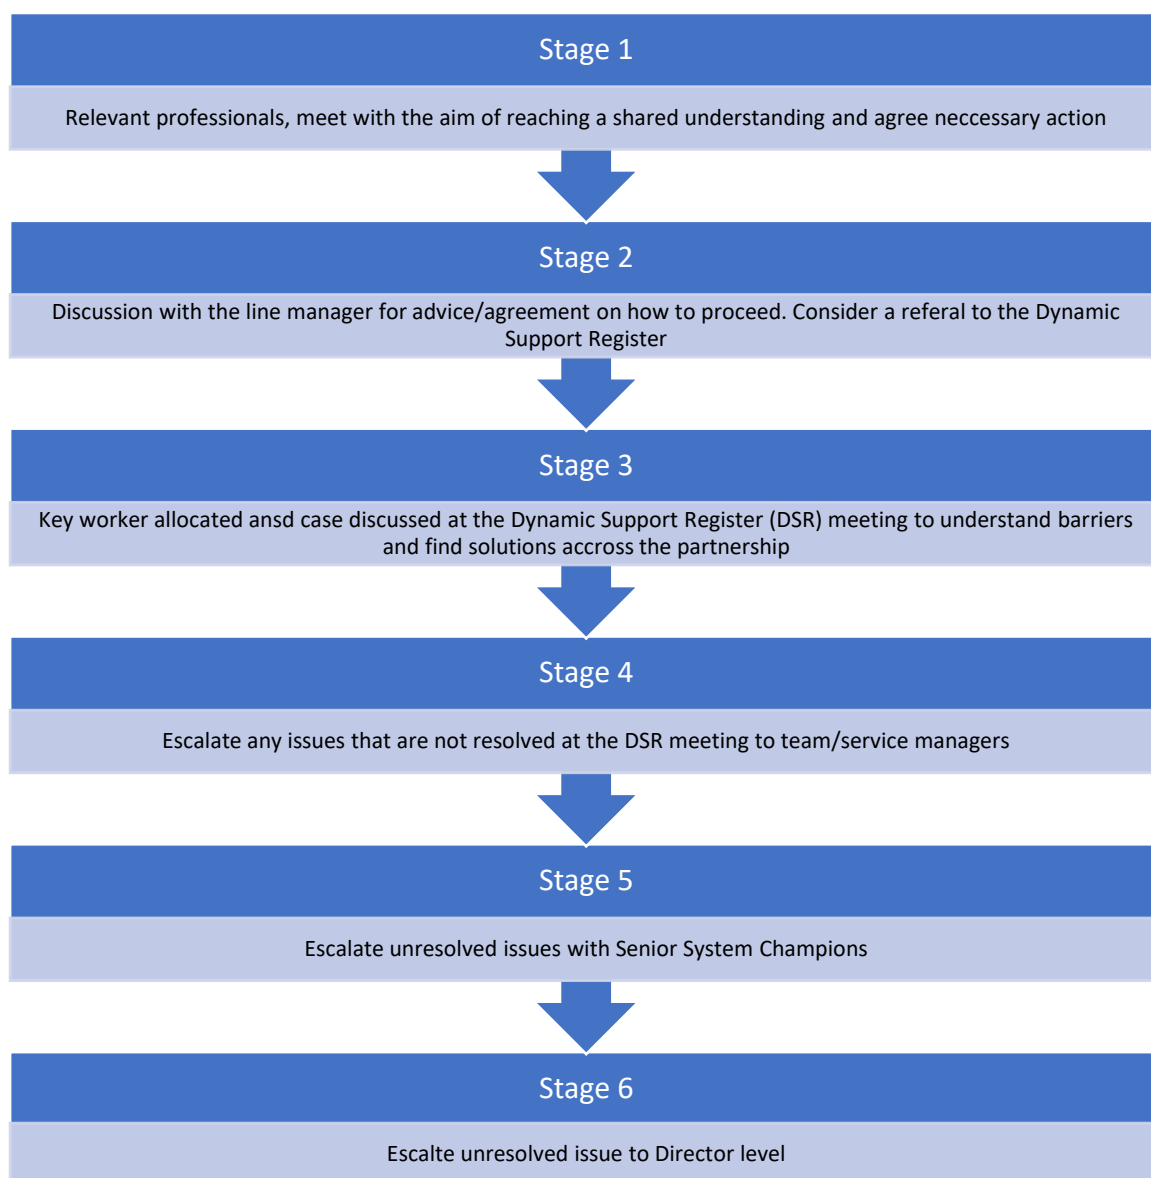 Stage 1
Relevant professionals, meet with the aim of reaching a shared understanding and agree neccessary action
Stage 2
Discussion with the line manager for advice/agreement on how to proceed. Consider a referal to the Dynamic
Support Register
Stage 3
Key worker allocated ansd case discussed at the Dynamic Support Register (DSR) meeting to understand barriers
and find solutions accross the partnership
Stage 4
Escalate any issues that are not resolved at the DSR meeting to team/service managers
Stage 5
Escalate unresolved issues with Senior System Champions
Stage 6
Escalte unresolved issue to Director level